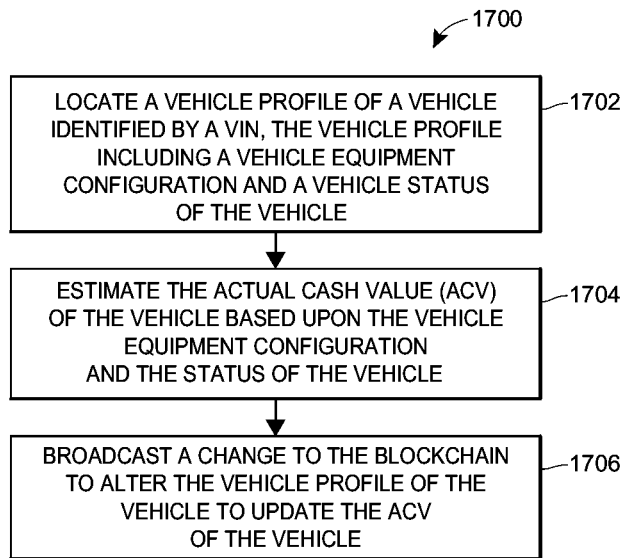 1700
LOCATE A VEHICLE PROFILE OF A VEHICLE
IDENTIFIED BY A VIN, THE VEHICLE PROFILE
INCLUDING A VEHICLE EQUIPMENT
CONFIGURATION AND A VEHICLE STATUS
OF THE VEHICLE
1702
ESTIMATE THE ACTUAL CASH VALUE (ACV)
OF THE VEHICLE BASED UPON THE VEHICLE
EQUIPMENT CONFIGURATION
AND THE STATUS OF THE VEHICLE
1704
BROADCAST A CHANGE TO THE BLOCKCHAIN
TO ALTER THE VEHICLE PROFILE OF THE
VEHICLE TO UPDATE THE ACV
OF THE VEHICLE
1706